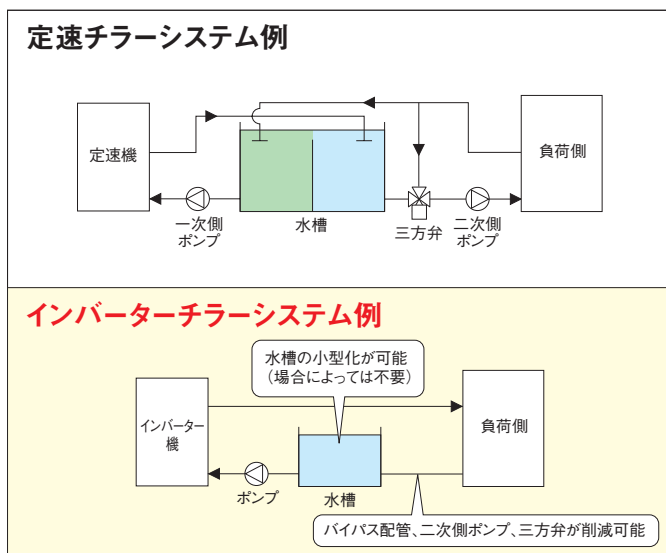 定速チラーシステム例
定速機
負荷側
一次側
ポンプ
水槽
三方弁
二次側
ポンプ
インバーターチラーシステム例
水槽の小型化が可能
（場合によっては不要）
インバーター
機
負荷側
ポンプ
水槽
バイパス配管、二次側ポンプ、三方弁が削減可能